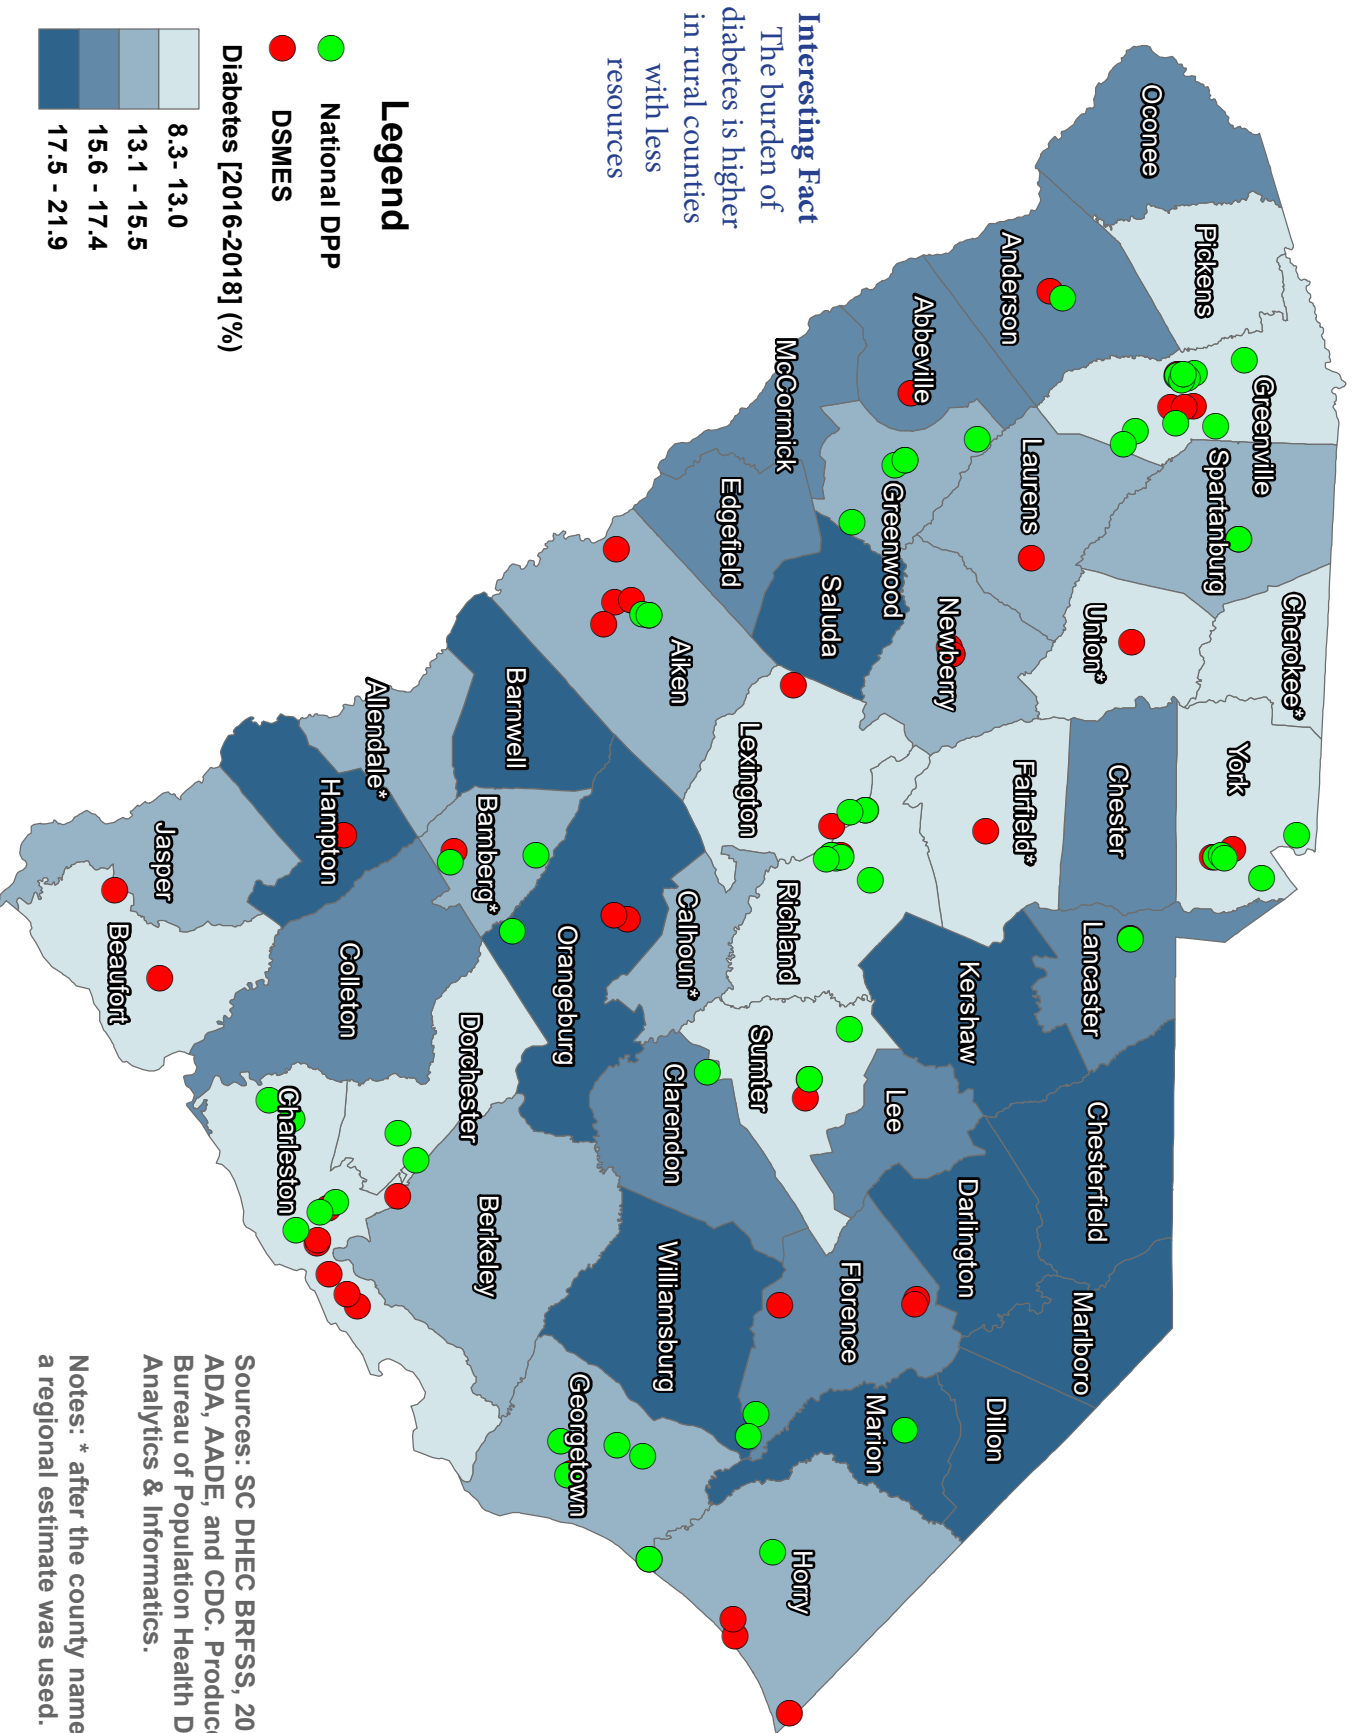 Interesting Fact
The burden of
diabetes is higher
in rural counties
with less
resources
Oconee
Pickens
Greenville
Spartanburg
Cherokee*
York
Anderson
Laurens
Union*
Chester
Lancaster
Abbeville
Greenwood
Newberry
Fairfield*
Kershaw
Chesterfield
Marlboro
McCormick
Edgefield
Saluda
Lexington
Richland
Sumter
Lee
Darlington
Dillon
Florence
Marion
Aiken
Calhoun*
Clarendon
Williamsburg
Horry
Barnwell
Bamberg*
Orangeburg
Georgetown
Allendale*
Hampton
Colleton
Dorchester
Berkeley
Charleston
Jasper
Beaufort
Legend
National DPP
DSMES
Diabetes [2016-2018] (%)
8.3- 13.0
13.1 - 15.5
15.6 - 17.4
17.5 - 21.9
Sources: SC DHEC BRFSS, 20
ADA, AADE, and CDC. Produc
Bureau of Population Health D
Analytics & Informatics.
Notes: * after the county name
a regional estimate was used.